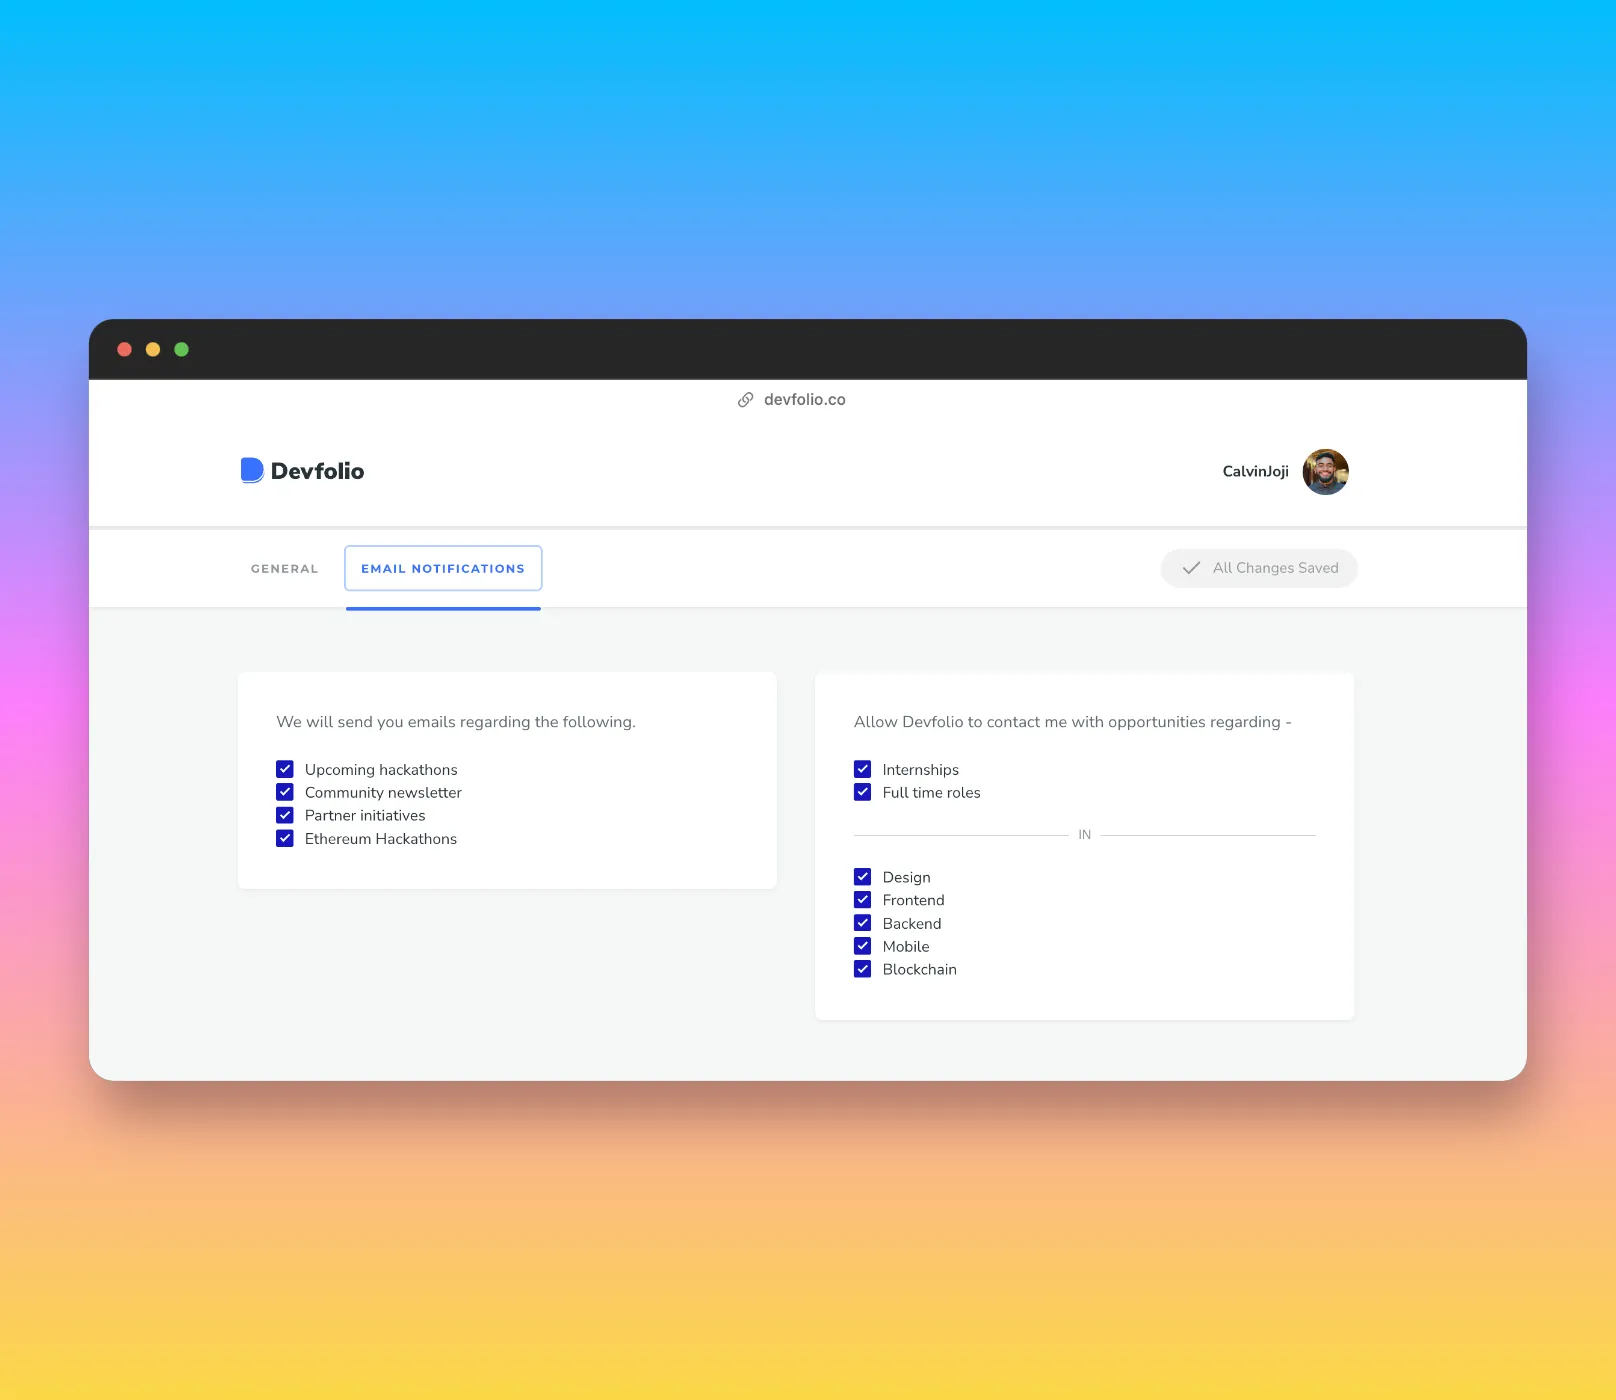 devfolio.co
Devfolio
CalvinJoji
GENERAL
EMAIL NOTIFICATIONS
All Changes Saved
We will send you emails regarding the following.
Upcoming hackathons
Community newsletter
Partner initiatives
Ethereum Hackathons
Allow Devfolio to contact me with opportunities regarding -
Internships
Full time roles
IN
Design
Frontend
Backend
Mobile
Blockchain